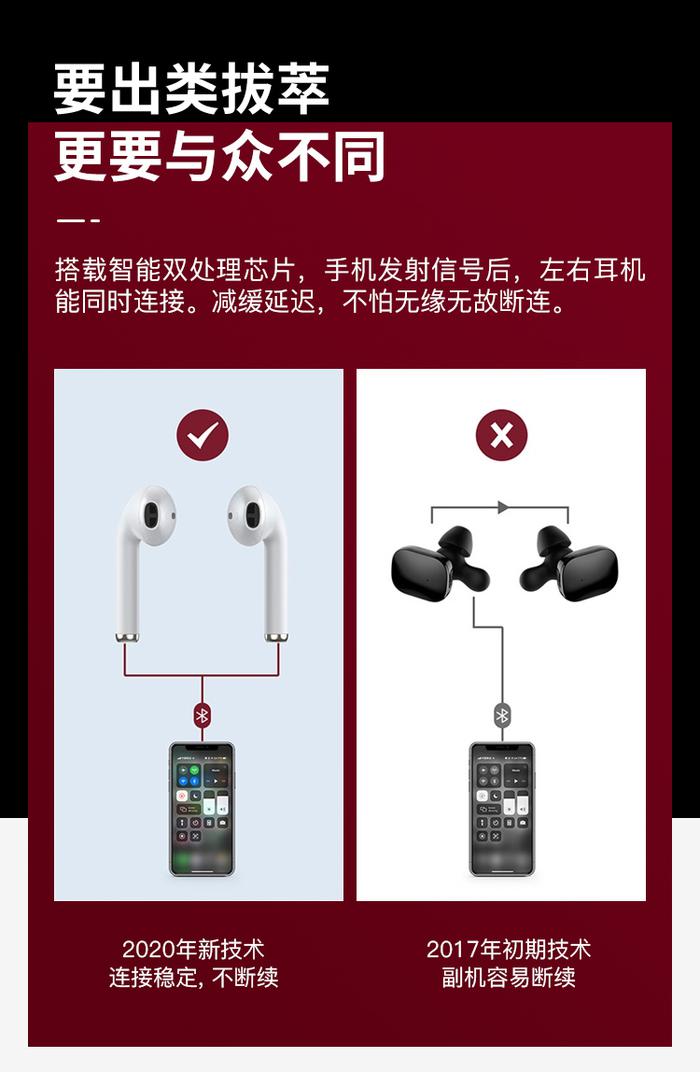 要出类拔萃
更要与众不同
搭载智能双处理芯片，手机发射信号后，左右耳机
能同时连接。减缓延迟，不怕无缘无故断连。
2020年新技术
连接稳定，不断续
2017年初期技术
副机容易断续